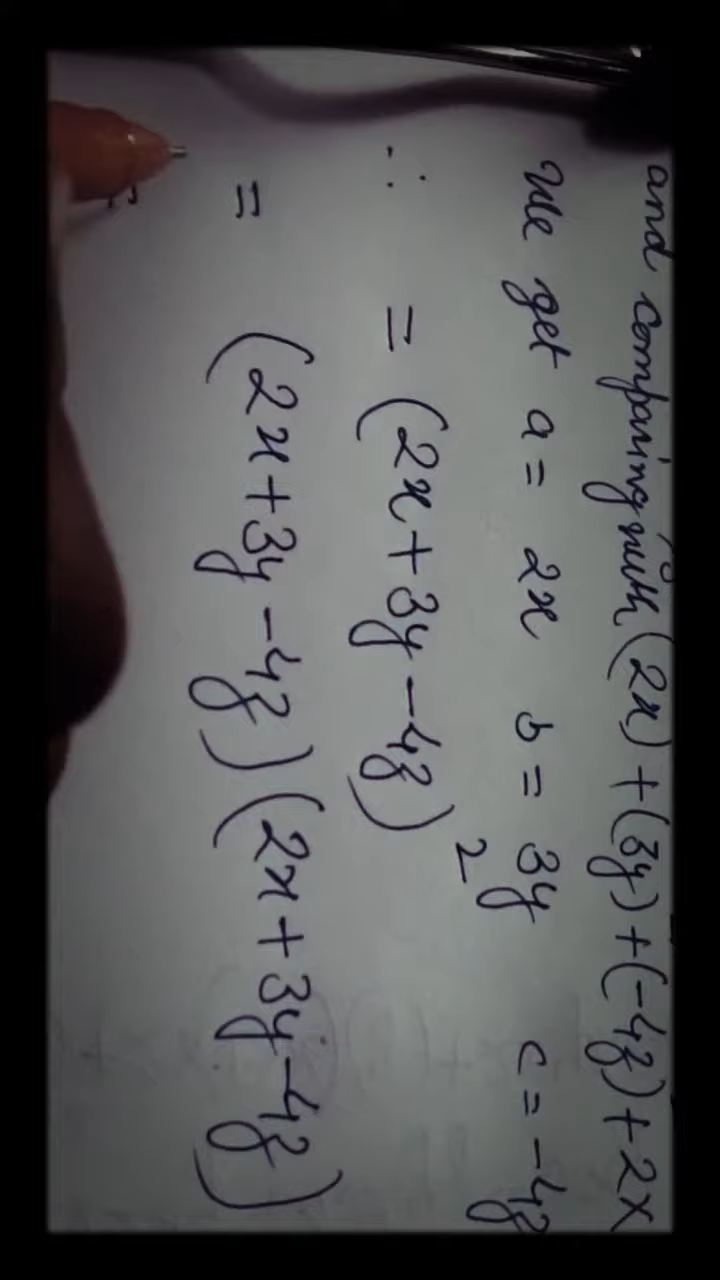 and comparing with (2x) + (3y) + (-4z) + 2x
We get a = 2x b = 3y c = -4z
∴ = (2x + 3y - 4z)²
= (2x + 3y - 4z) (2x + 3y - 4z)